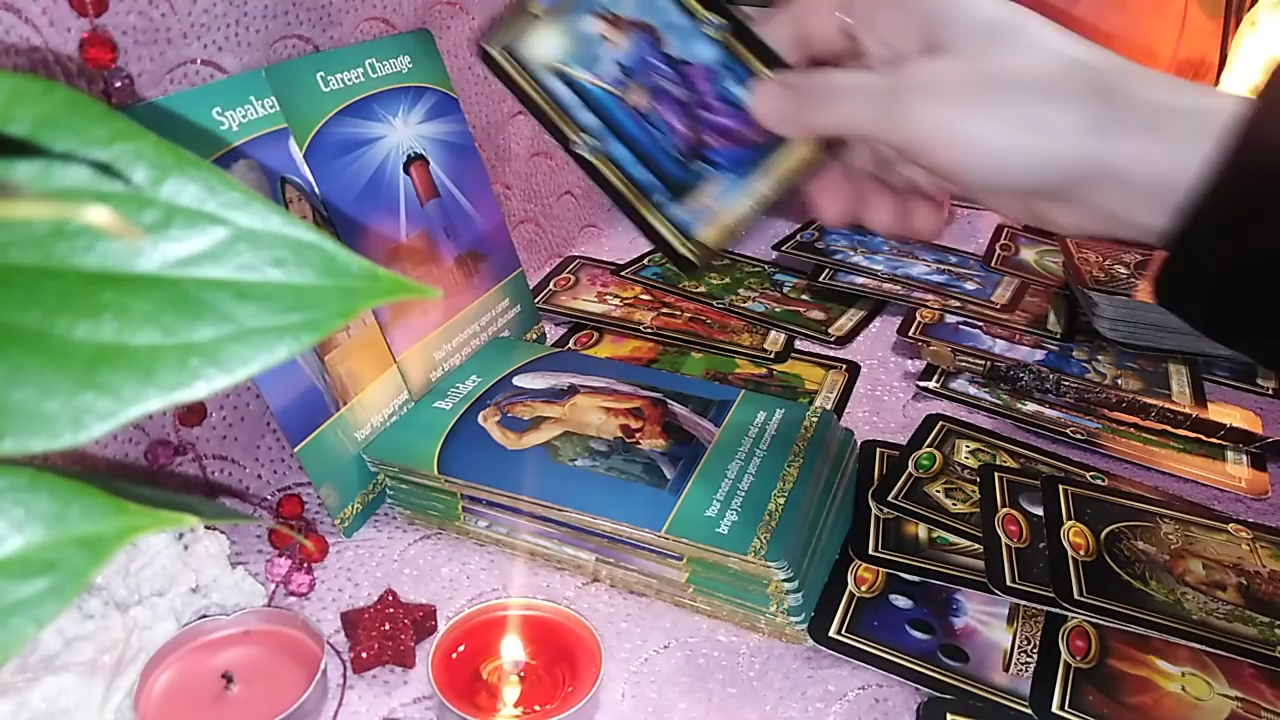 Speaker
Career Change
You're embarking upon a career
that brings you the joy and abundance
Your life purpose
Builder
Your innate ability to build and create
brings you a deep sense of accomplishment.